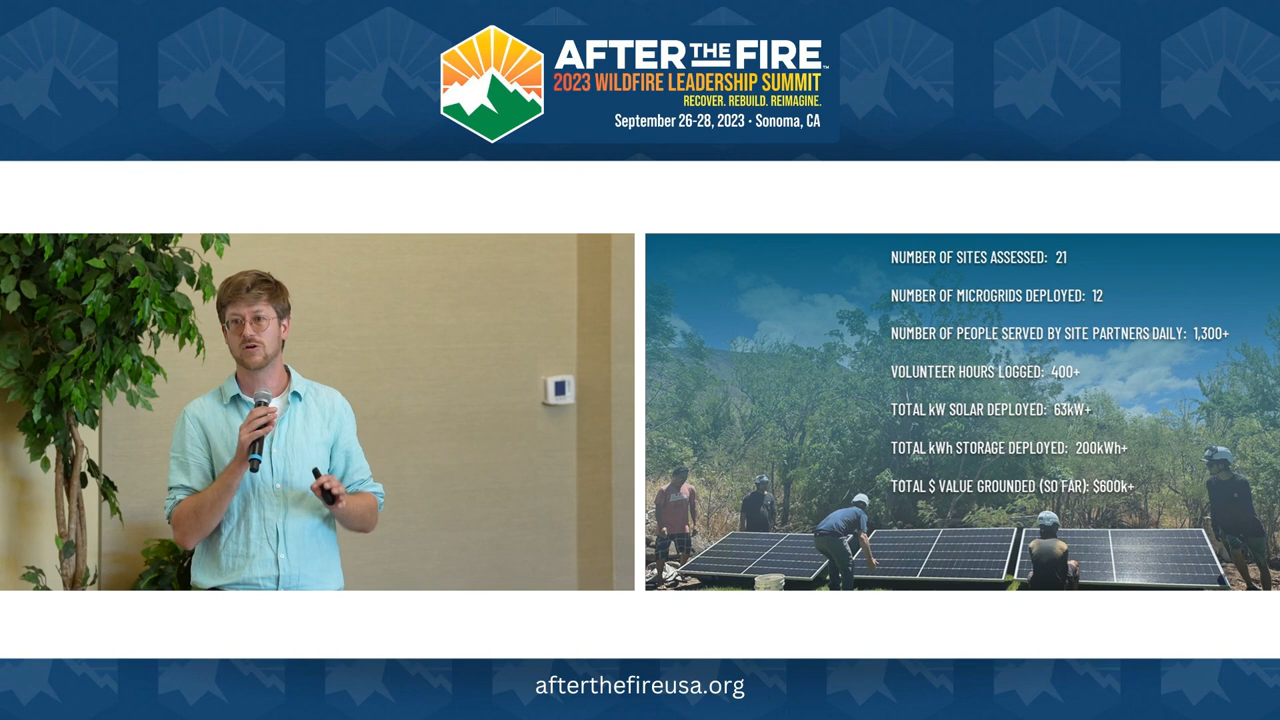 AFTER THE FIRE™
2023 WILDFIRE LEADERSHIP SUMMIT
RECOVER. REBUILD. REIMAGINE.
September 26-28, 2023 • Sonoma, CA
NUMBER OF SITES ASSESSED: 21
NUMBER OF MICROGRIDS DEPLOYED: 12
NUMBER OF PEOPLE SERVED BY SITE PARTNERS DAILY: 1,300+
VOLUNTEER HOURS LOGGED: 400+
TOTAL kW SOLAR DEPLOYED: 63kW+
TOTAL kWh STORAGE DEPLOYED: 200kWh+
TOTAL $ VALUE GROUNDED (SO FAR): $600k+
afterthefireusa.org